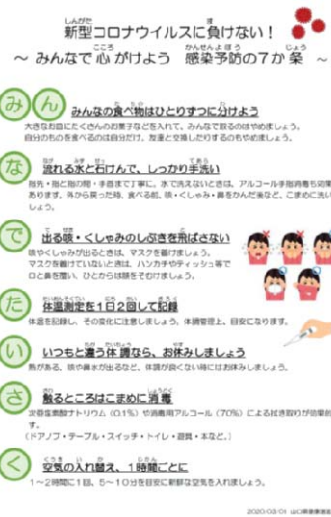 新型コロナウイルスに負けない！
～ みんなで心がけよう 感染予防の７か条 ～
みん みんなの食べ物はひとりずつに分けよう
大きなお皿にたくさんのお菓子などを入れて、みんなで取るのはやめましょう。
自分のものを食べるのは自分だけ、友達と交換したりするのもやめましょう。
な 流れる水と石けんで、しっかり手洗い
指先・指と指の間・手首まで丁寧に。水で洗えないときは、アルコール手指消毒も効果
あります。外から戻った時、食べる前、咳・くしゃみ・鼻をかんだ後など、こまめに洗い
しょう。
で 出る咳・くしゃみのしぶきを飛ばさない
咳やくしゃみが出るときは、マスクを着けましょう。
マスクを着けていないときは、ハンカチやティッシュ等で
口と鼻を覆い、ひとからは顔をそむけましょう。
た 体温測定を1日2回して記録
体温を記録し、その変化に注意しましょう。体調管理上、目安になります。
い いつもと違う体調なら、お休みしましょう
熱がある、咳や鼻水が出るなど、体調が良くない時にはお休みしましょう。
さ 触るところはこまめに消毒
次亜塩素酸ナトリウム（0.1％）や消毒用アルコール（70％）による拭き取りが効果的
す。
（ドアノブ・テーブル・スイッチ・トイレ・遊具・本など。）
く 空気の入れ替え、1時間ごとに
1～2時間に1回、5～10分を目安に新鮮な空気を入れましょう。
2020/03/01